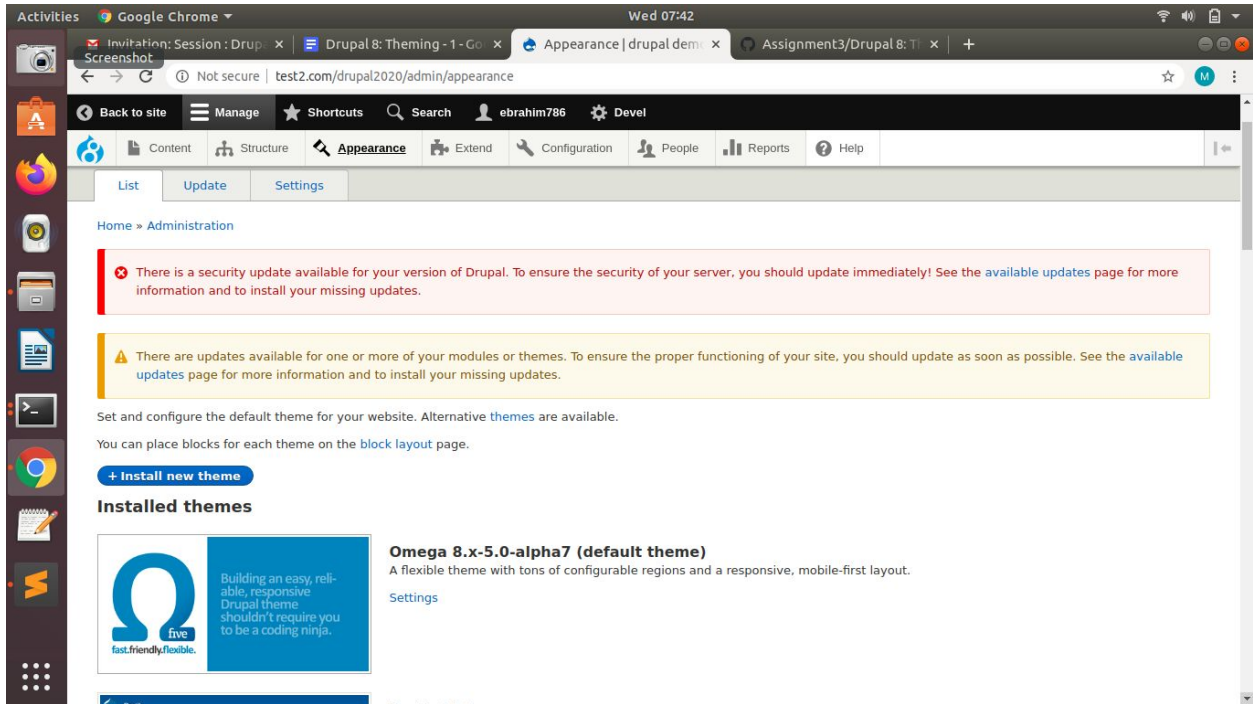 Activities Google Chrome Wed 07:42
Invitation: Session : Drup Drupal 8: Theming - 1 - Go Appearance | drupal dem Assignment3/Drupal 8: T
Screenshot
Not secure | test2.com/drupal2020/admin/appearance M
Back to site Manage Shortcuts Search ebrahim786 Devel
Content Structure Appearance Extend Configuration People Reports Help
List Update Settings
Home » Administration
There is a security update available for your version of Drupal. To ensure the security of your server, you should update immediately! See the available updates page for more
information and to install your missing updates.
There are updates available for one or more of your modules or themes. To ensure the proper functioning of your site, you should update as soon as possible. See the available
updates page for more information and to install your missing updates.
Set and configure the default theme for your website. Alternative themes are available.
You can place blocks for each theme on the block layout page.
+ Install new theme
Installed themes
Omega 8.x-5.0-alpha7 (default theme)
A flexible theme with tons of configurable regions and a responsive, mobile-first layout.
Settings
Building an easy, reli-
able, responsive
Drupal theme
shouldn't require you
to be a coding ninja.
five
fast.friendly.flexible.